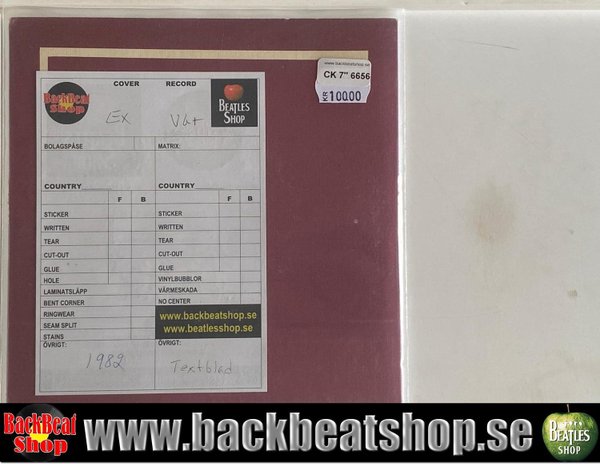 www.backbeatshop.se
CK 7" 6656
KR 100.00
BackBeat Shop
COVER RECORD
BEATLES SHOP
Ex VG+
BOLAGSPÅSE MATRIX:
COUNTRY COUNTRY
F B F B
STICKER STICKER
WRITTEN WRITTEN
TEAR TEAR
CUT-OUT CUT-OUT
GLUE GLUE
HOLE VINYLBUBBLOR
LAMINATSLÄPP VÄRMESKADA
BENT CORNER NO CENTER
RINGWEAR
SEAM SPLIT
STAINS
www.backbeatshop.se
www.beatlesshop.se
ÖVRIGT: ÖVRIGT:
1982 Textblad
BackBeat Shop www.backbeatshop.se BEATLES SHOP